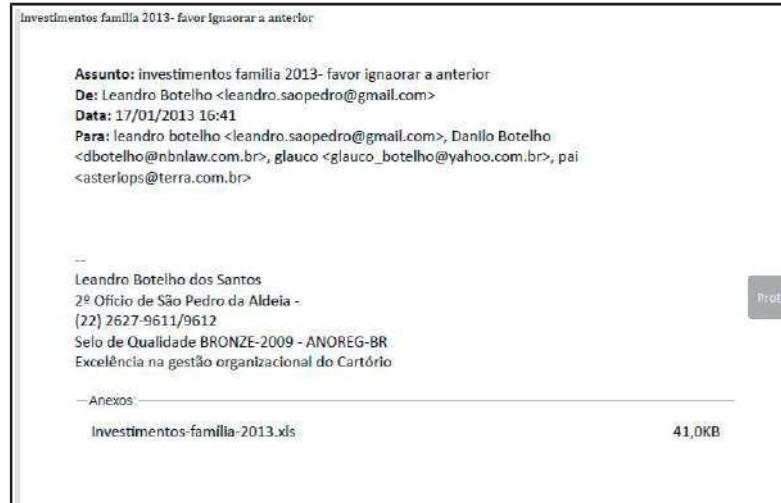 Investimentos família 2013- favor ignaorar a anterior
Assunto: investimentos familia 2013- favor ignaorar a anterior
De: Leandro Botelho <leandro.saopedro@gmail.com>
Data: 17/01/2013 16:41
Para: leandro botelho <leandro.saopedro@gmail.com>, Danilo Botelho
<dbotelho@nbnlaw.com.br>, glauco <glauco_botelho@yahoo.com.br>, pai
<asteriops@terra.com.br>
--
Leandro Botelho dos Santos
2º Ofício de São Pedro da Aldeia -
(22) 2627-9611/9612
Selo de Qualidade BRONZE-2009 - ANOREG-BR
Excelência na gestão organizacional do Cartório
Anexos:
Investimentos-família-2013.xls 41,0KB
Prot